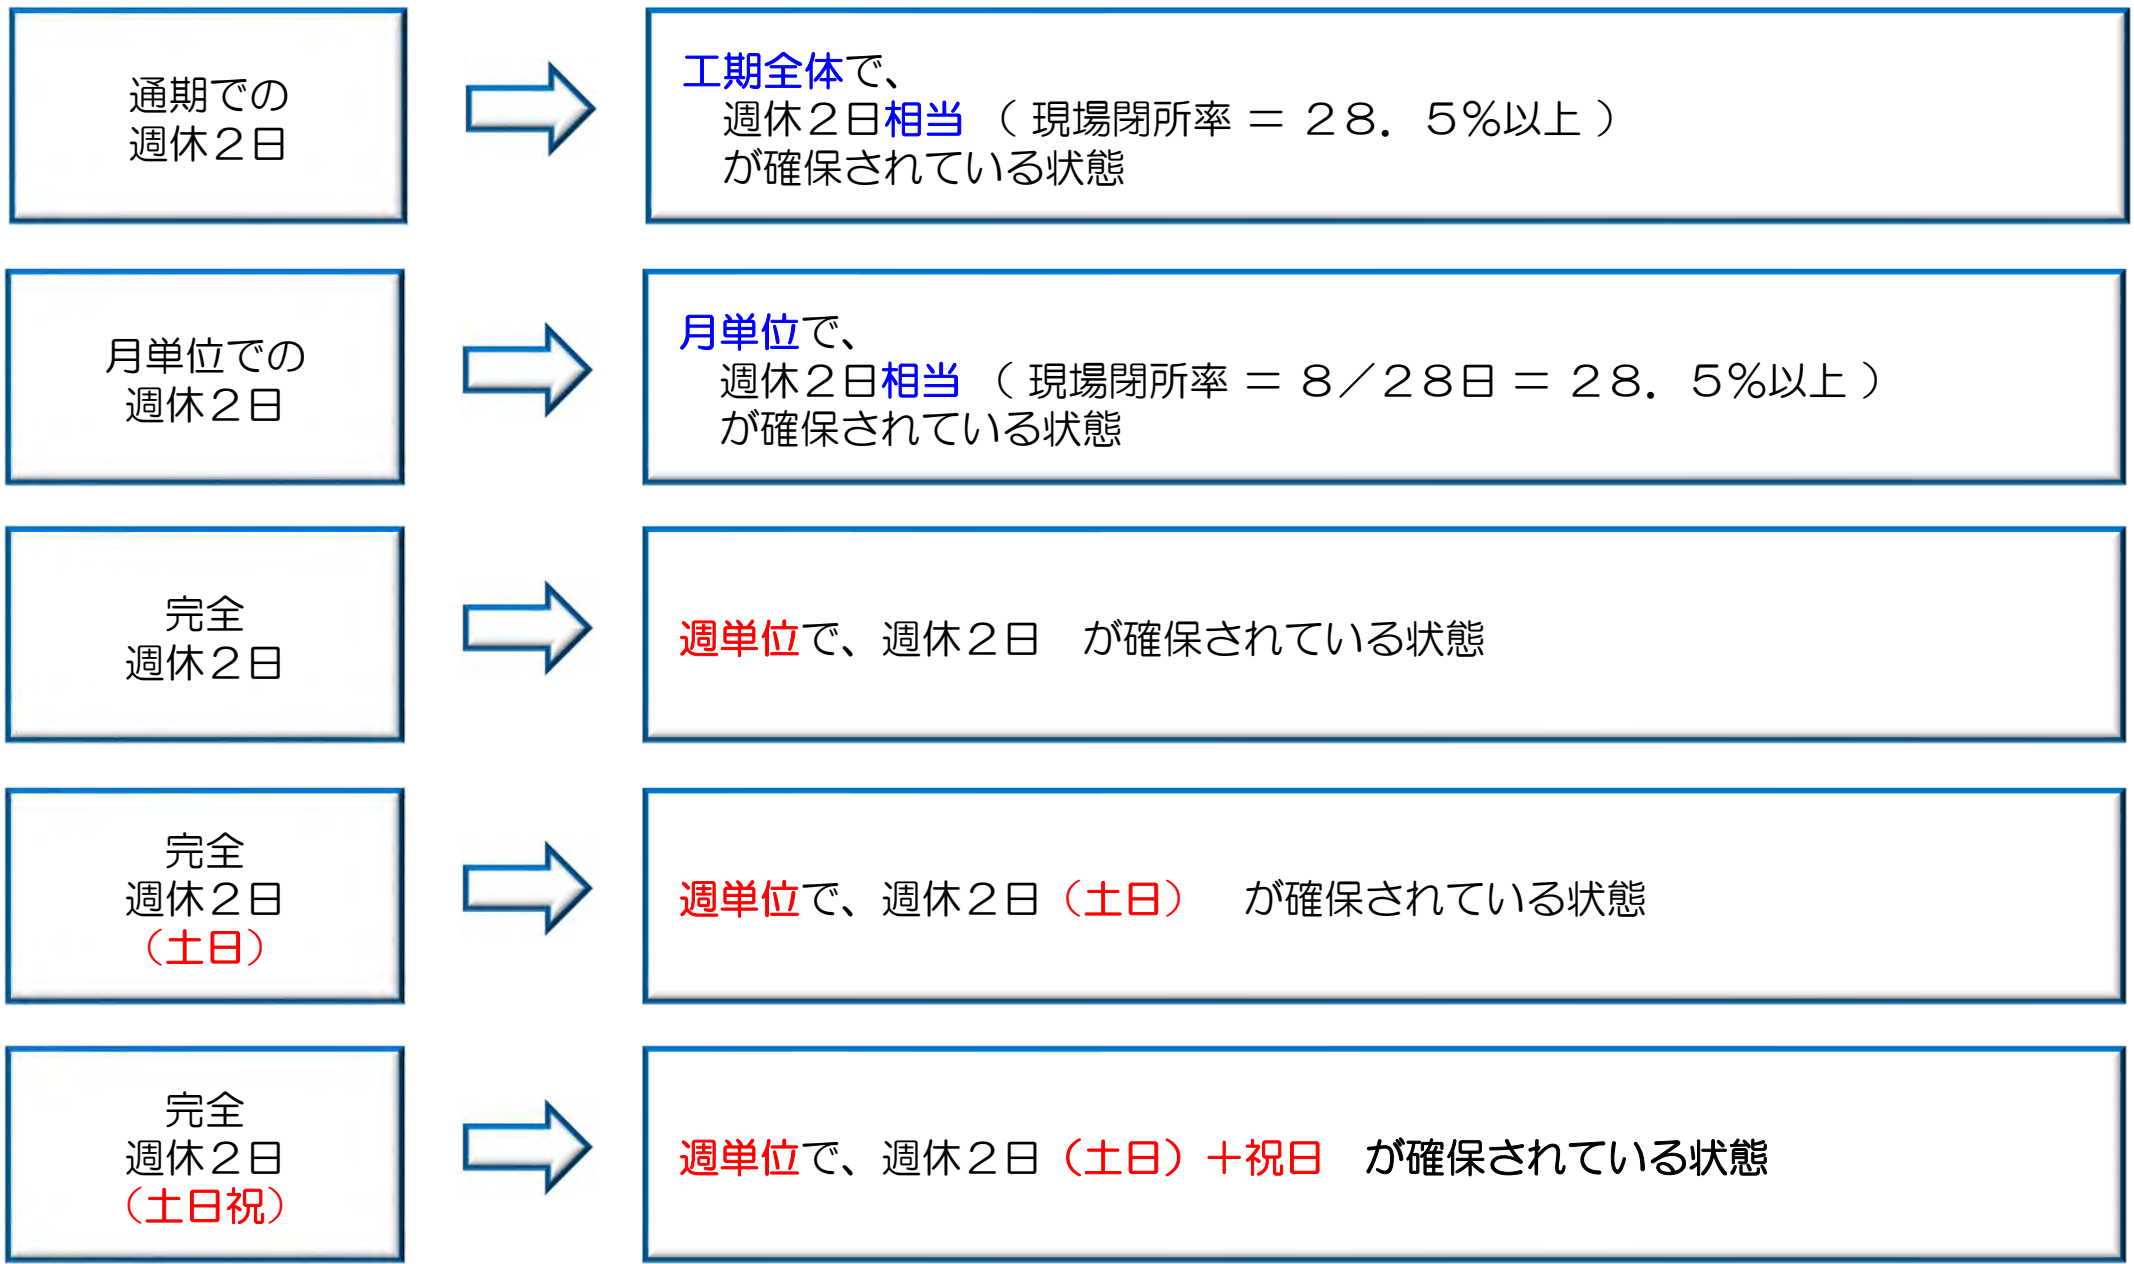 通期での
週休２日
工期全体で、
週休２日相当 （ 現場閉所率 ＝ ２８．５％以上 ）
が確保されている状態
月単位での
週休２日
月単位で、
週休２日相当 （ 現場閉所率 ＝ ８／２８日 ＝ ２８．５％以上 ）
が確保されている状態
完全
週休２日
週単位で、週休２日　が確保されている状態
完全
週休２日
（土日）
週単位で、週休２日（土日）　が確保されている状態
完全
週休２日
（土日祝）
週単位で、週休２日（土日）＋祝日　が確保されている状態